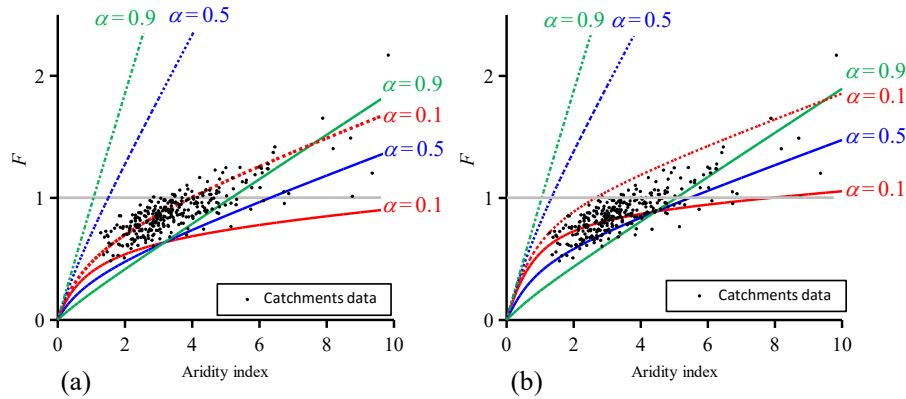 α=0.9
α=0.5
α=0.9
α=0.1
α=0.5
α=0.1
2
1
0
F
0 2 4 6 8 10
Aridity index
Catchments data
(a)
α=0.9
α=0.5
α=0.9
α=0.1
α=0.5
α=0.1
2
1
0
F
0 2 4 6 8 10
Aridity index
Catchments data
(b)